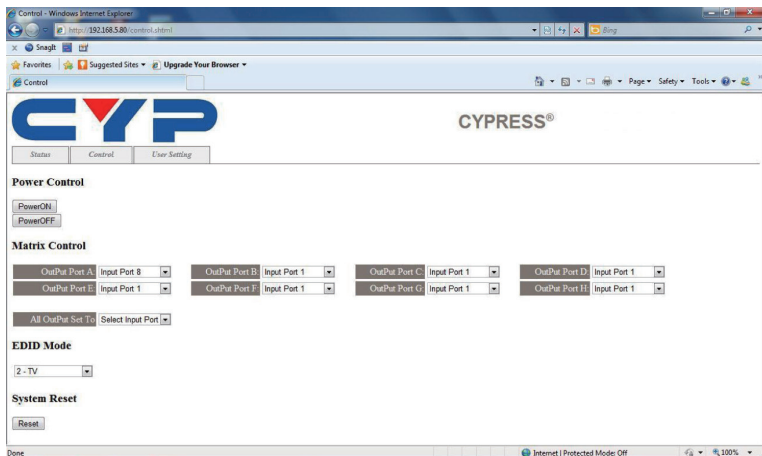 Control - Windows Internet Explorer
http://192.168.5.80/control.shtml
Bing
x SnagIt
Favorites Suggested Sites Upgrade Your Browser
Control
Page Safety Tools
CYP
CYPRESS®
Status Control User Setting
Power Control
PowerON
PowerOFF
Matrix Control
OutPut Port A: Input Port 8 OutPut Port B: Input Port 1 OutPut Port C: Input Port 1 OutPut Port D: Input Port 1
OutPut Port E: Input Port 1 OutPut Port F: Input Port 1 OutPut Port G: Input Port 1 OutPut Port H: Input Port 1
All OutPut Set To Select Input Port
EDID Mode
2 - TV
System Reset
Reset
Done Internet | Protected Mode: Off 100%